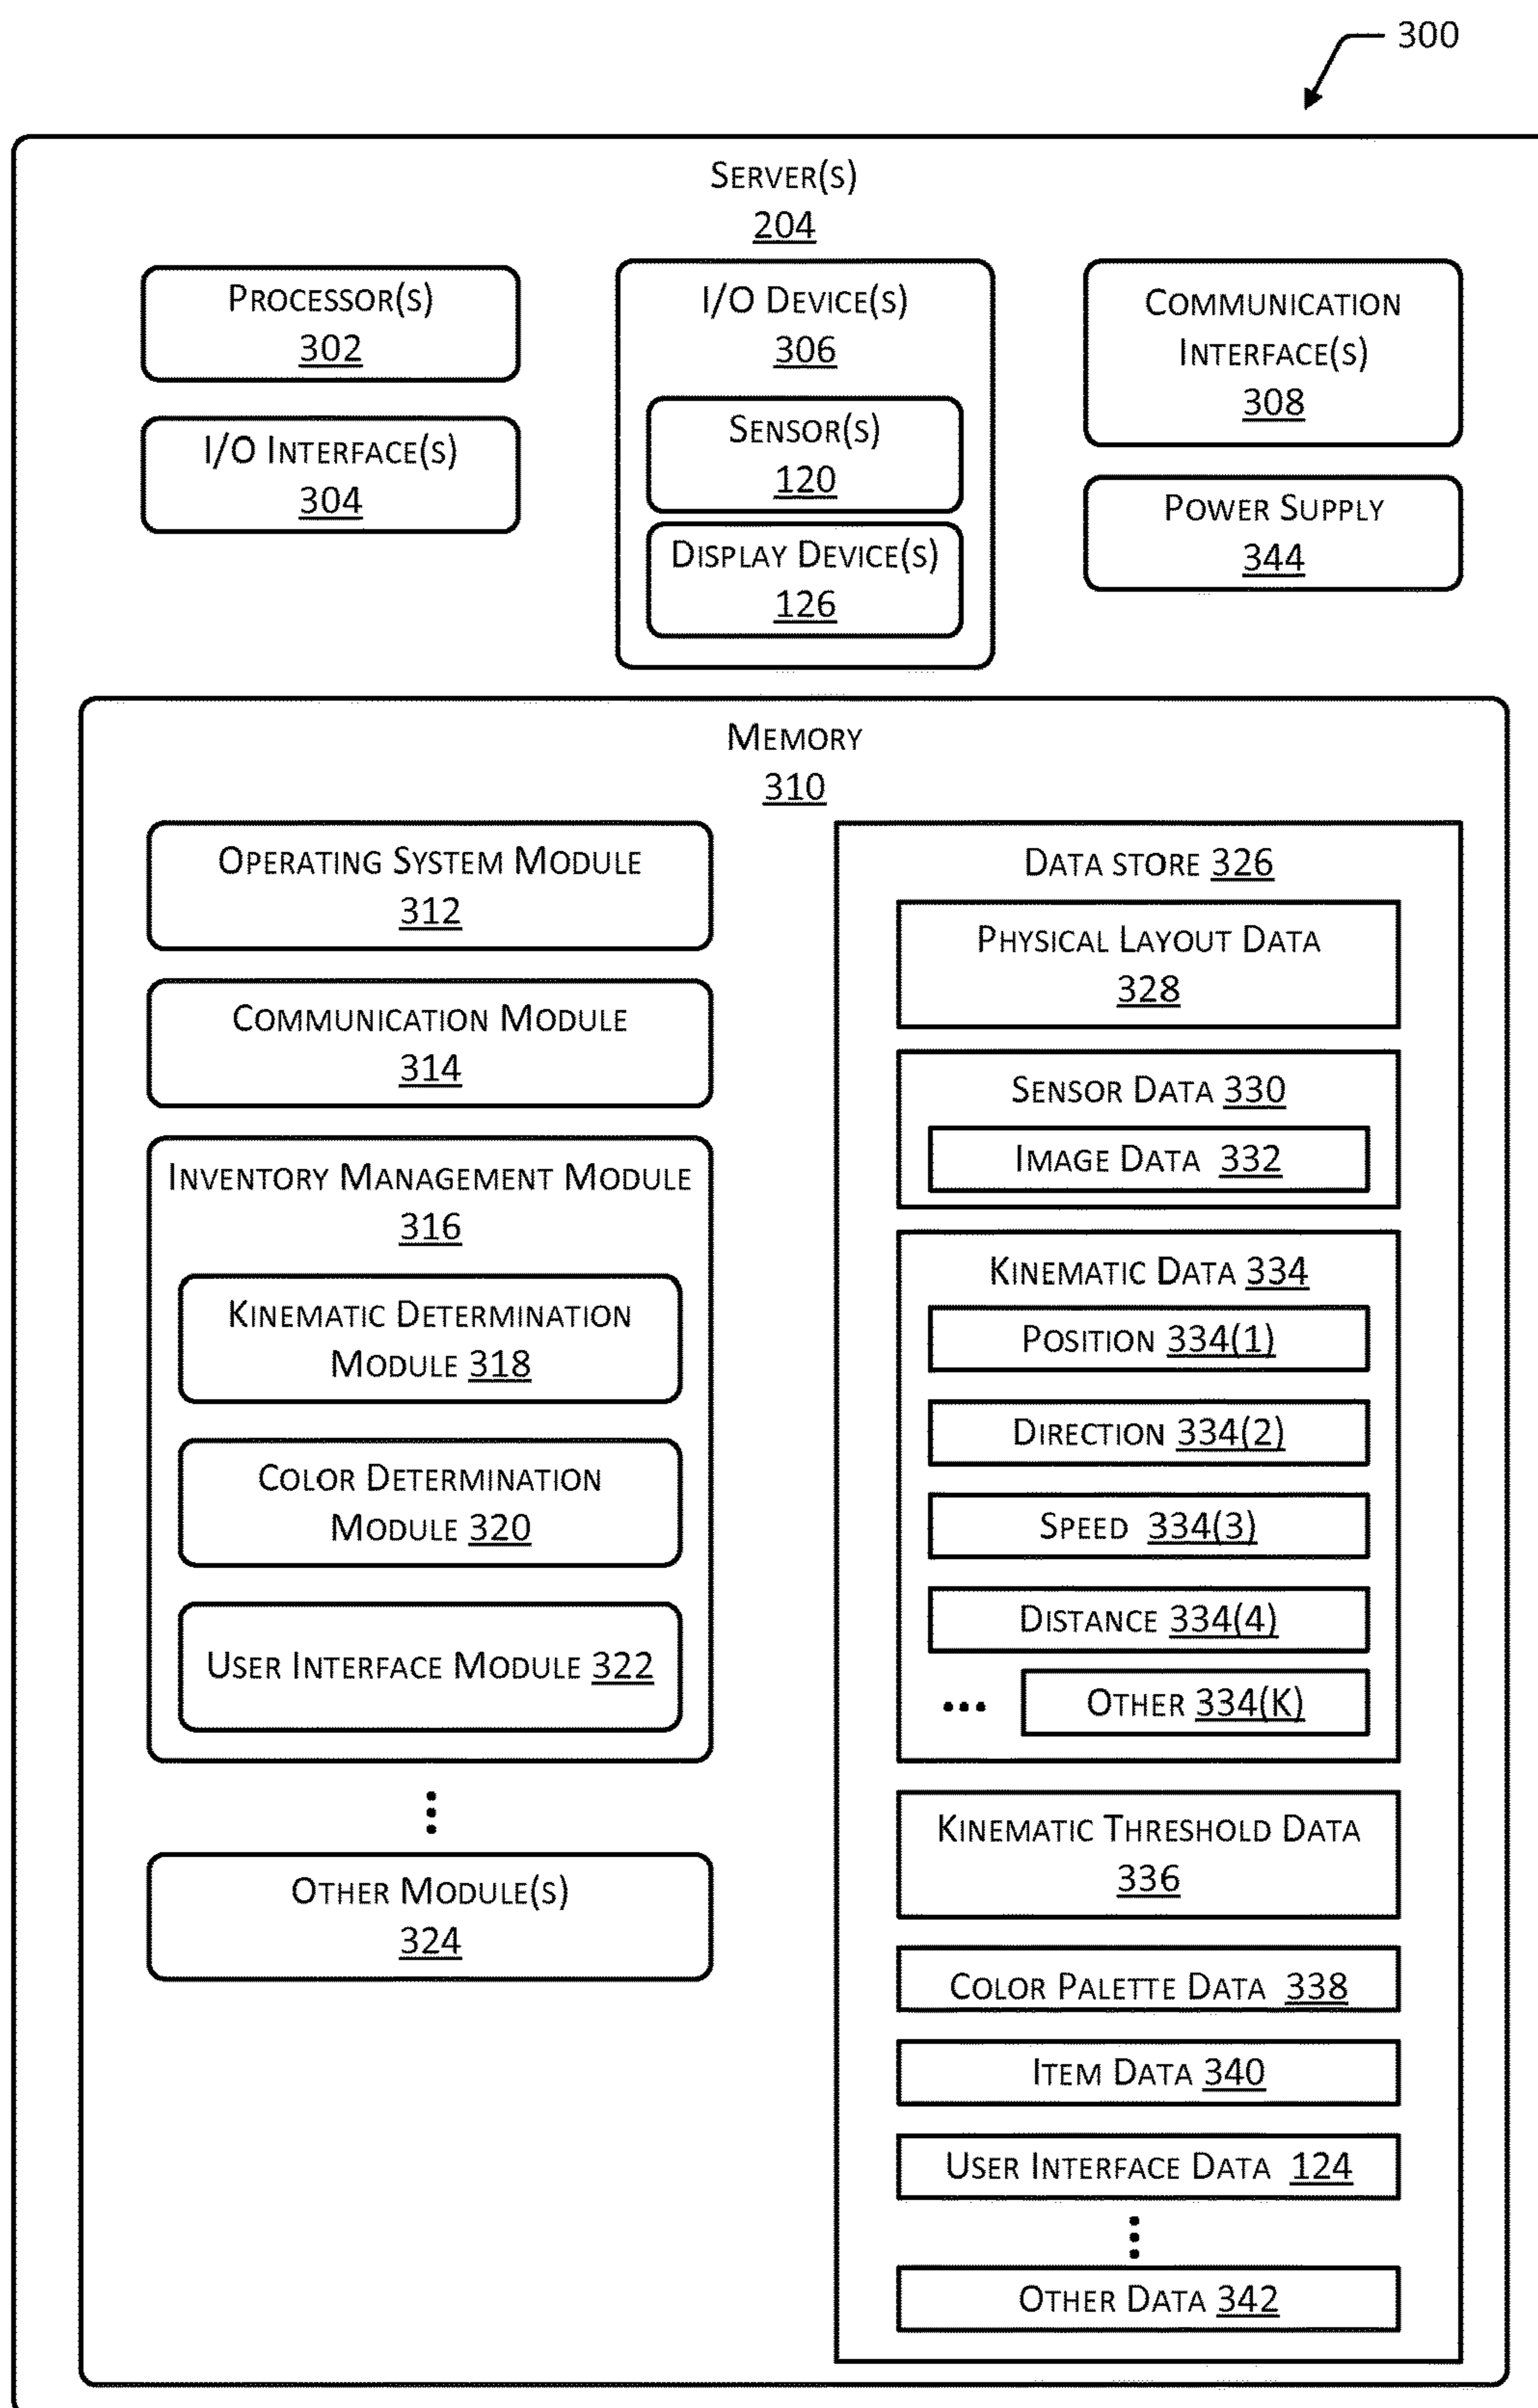 300
SERVER(S)
204
PROCESSOR(S)
302
I/O INTERFACE(S)
304
I/O DEVICE(S)
306
SENSOR(S)
120
DISPLAY DEVICE(S)
126
COMMUNICATION
INTERFACE(S)
308
POWER SUPPLY
344
MEMORY
310
OPERATING SYSTEM MODULE
312
COMMUNICATION MODULE
314
INVENTORY MANAGEMENT MODULE
316
KINEMATIC DETERMINATION
MODULE 318
COLOR DETERMINATION
MODULE 320
USER INTERFACE MODULE 322
OTHER MODULE(S)
324
DATA STORE 326
PHYSICAL LAYOUT DATA
328
SENSOR DATA 330
IMAGE DATA 332
KINEMATIC DATA 334
POSITION 334(1)
DIRECTION 334(2)
SPEED 334(3)
DISTANCE 334(4)
... OTHER 334(K)
KINEMATIC THRESHOLD DATA
336
COLOR PALETTE DATA 338
ITEM DATA 340
USER INTERFACE DATA 124
OTHER DATA 342